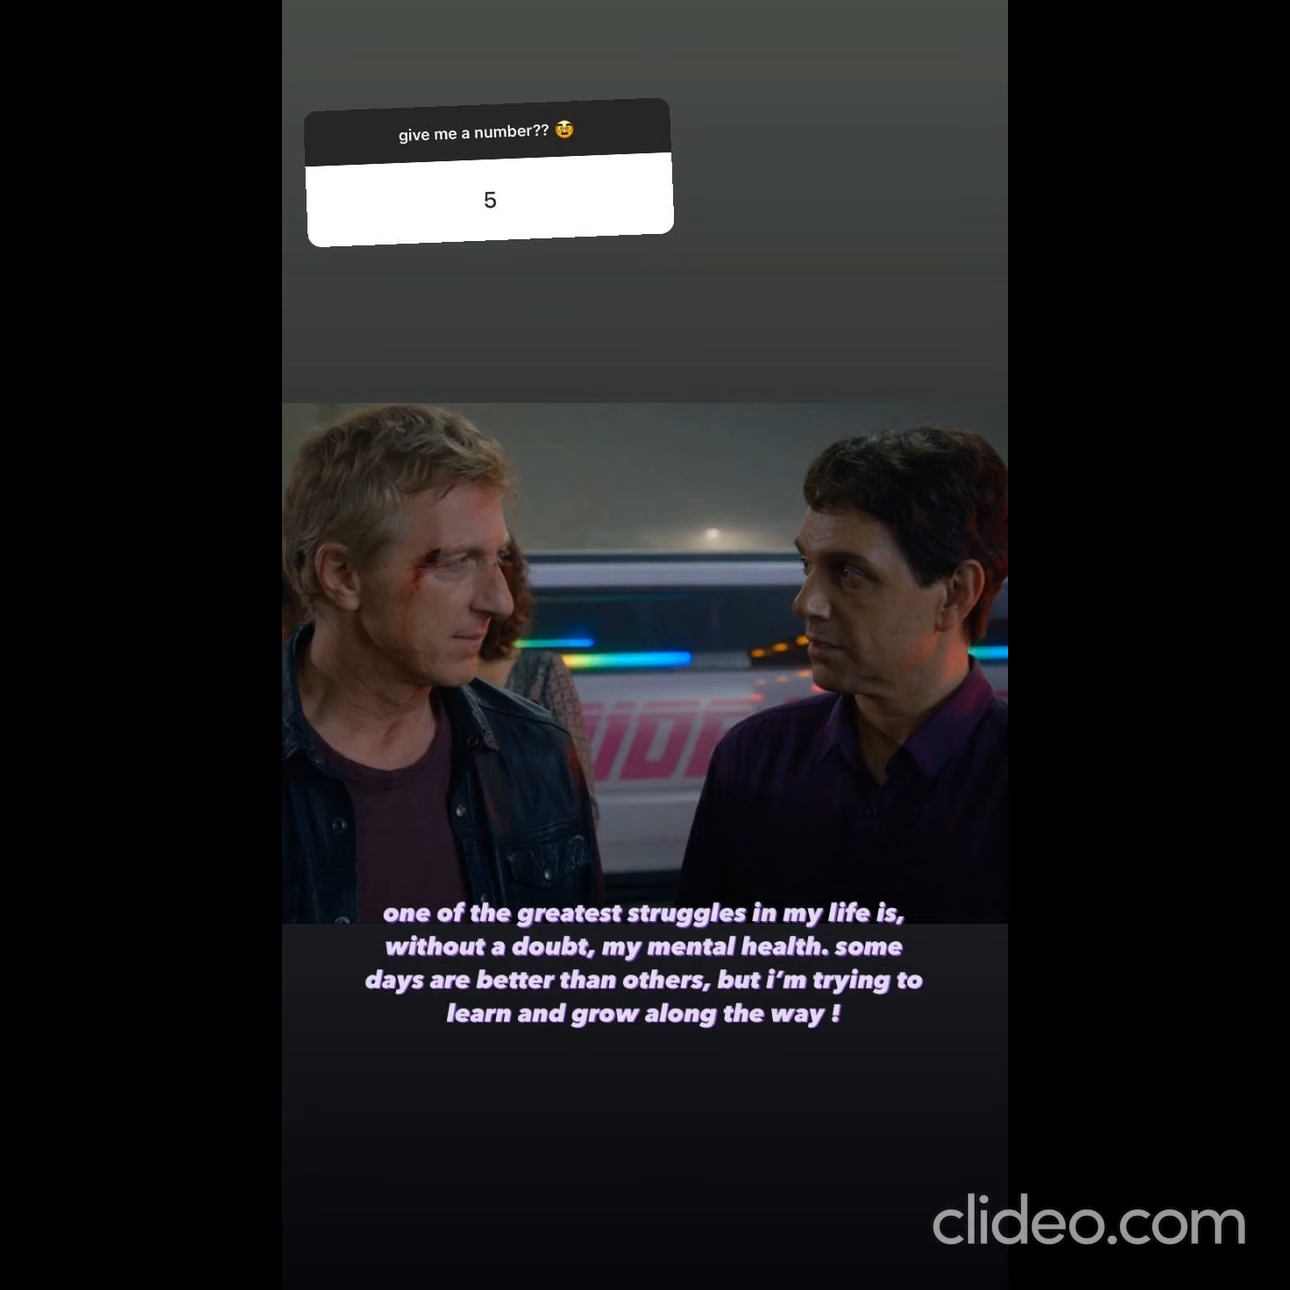 give me a number?? 🥸
5
one of the greatest struggles in my life is,
without a doubt, my mental health. some
days are better than others, but i'm trying to
learn and grow along the way !
clideo.com